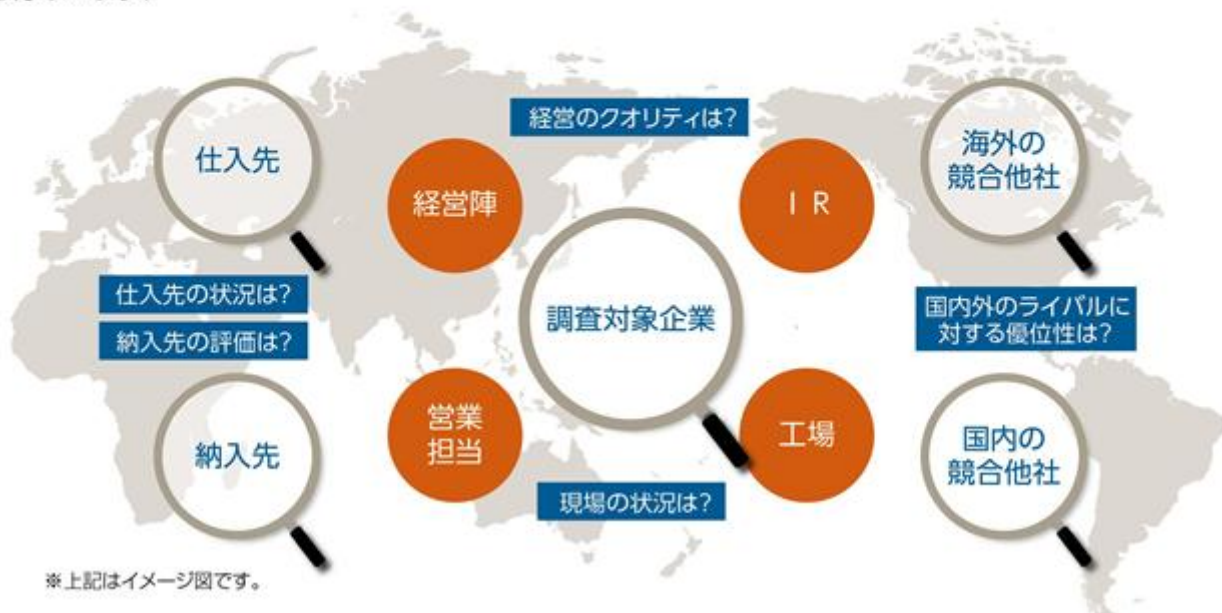 経営のクオリティは?
仕入先
海外の
競合他社
経営陣
IR
仕入先の状況は?
納入先の評価は?
調査対象企業
国内外のライバルに
対する優位性は?
営業
担当
工場
納入先
国内の
競合他社
現場の状況は?
※上記はイメージ図です。